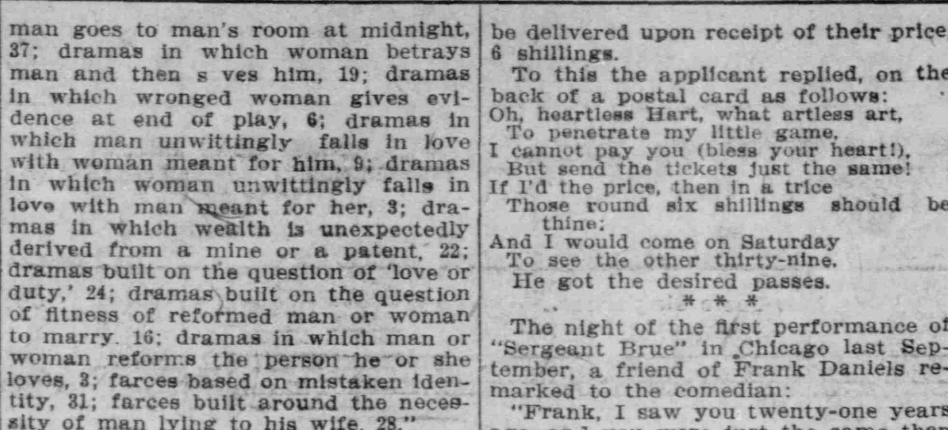 man goes to man's room at midnight,
37; dramas in which woman betrays
man and then s ves him, 19; dramas
in which wronged woman gives evi-
dence at end of play, 6; dramas in
which man unwittingly falls in love
with woman meant for him, 9; dramas
in which woman unwittingly falls in
love with man meant for her, 3; dra-
mas in which wealth is unexpectedly
derived from a mine or a patent, 22;
dramas built on the question of 'love or
duty,' 24; dramas built on the question
of fitness of reformed man or woman
to marry. 16; dramas in which man or
woman reforms the person he or she
loves, 3; farces based on mistaken iden-
tity, 31; farces built around the neces-
sity of man lying to his wife, 28."
be delivered upon receipt of their price
6 shillings.
To this the applicant replied, on the
back of a postal card as follows:
Oh, heartless Hart, what artless art,
To penetrate my little game,
I cannot pay you (bless your heart!),
But send the tickets just the same!
If I'd the price, then in a trice
Those round six shillings should be
thine;
And I would come on Saturday
To see the other thirty-nine.
He got the desired passes.
* * *
The night of the first performance of
"Sergeant Brue" in Chicago last Sep-
tember, a friend of Frank Daniels re-
marked to the comedian:
"Frank, I saw you twenty-one years